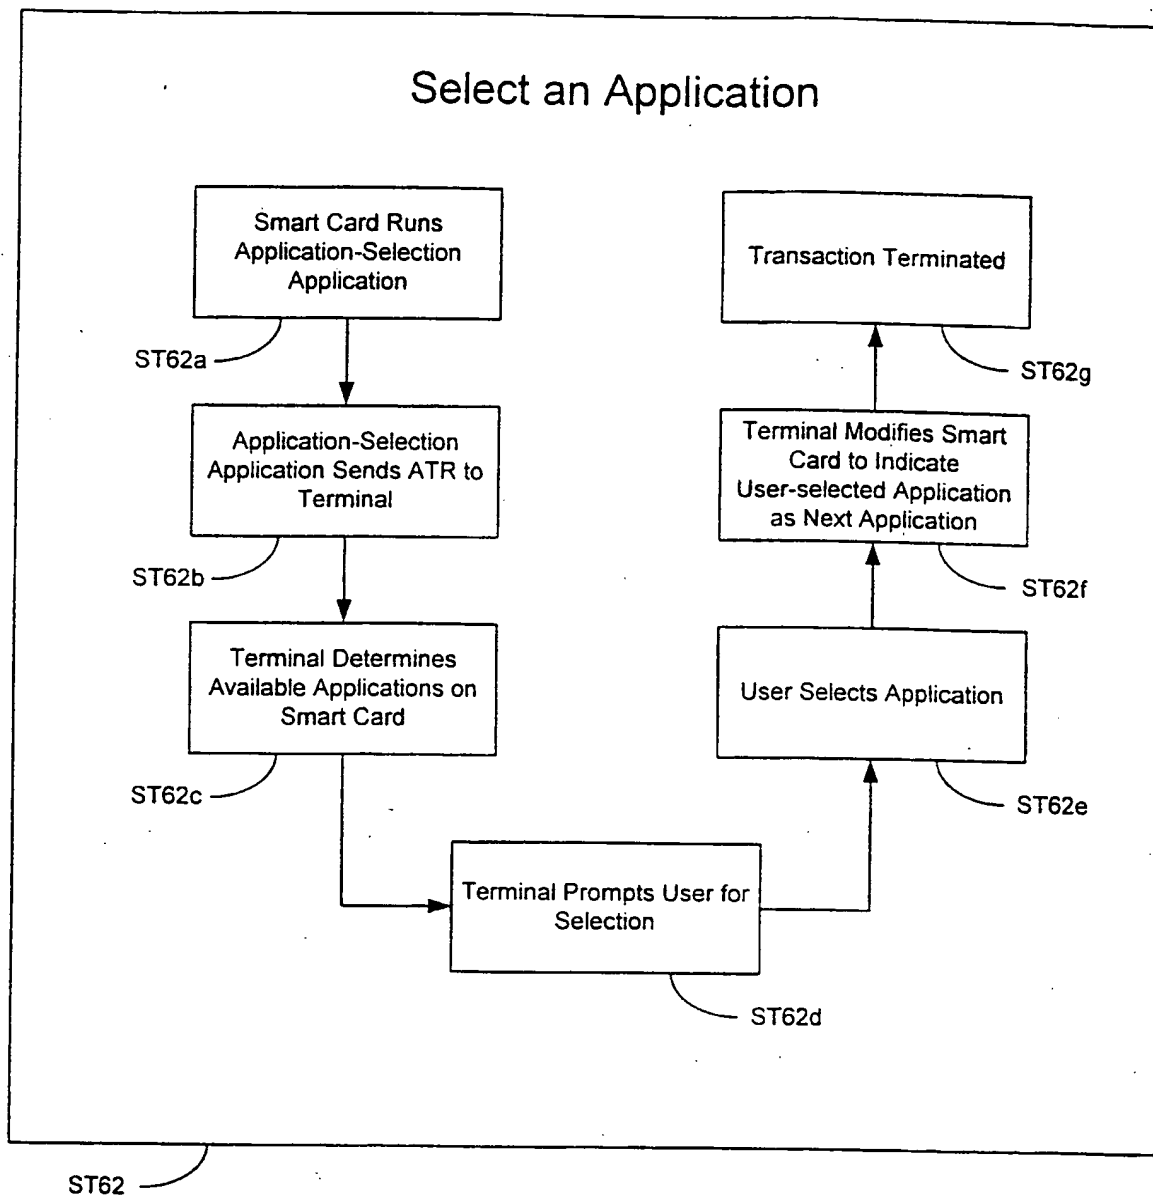 Select an Application
Smart Card Runs
Application-Selection
Application
ST62a
Application-Selection
Application Sends ATR to
Terminal
ST62b
Terminal Determines
Available Applications on
Smart Card
ST62c
Terminal Prompts User for
Selection
ST62d
User Selects Application
ST62e
Terminal Modifies Smart
Card to Indicate
User-selected Application
as Next Application
ST62f
Transaction Terminated
ST62g
ST62